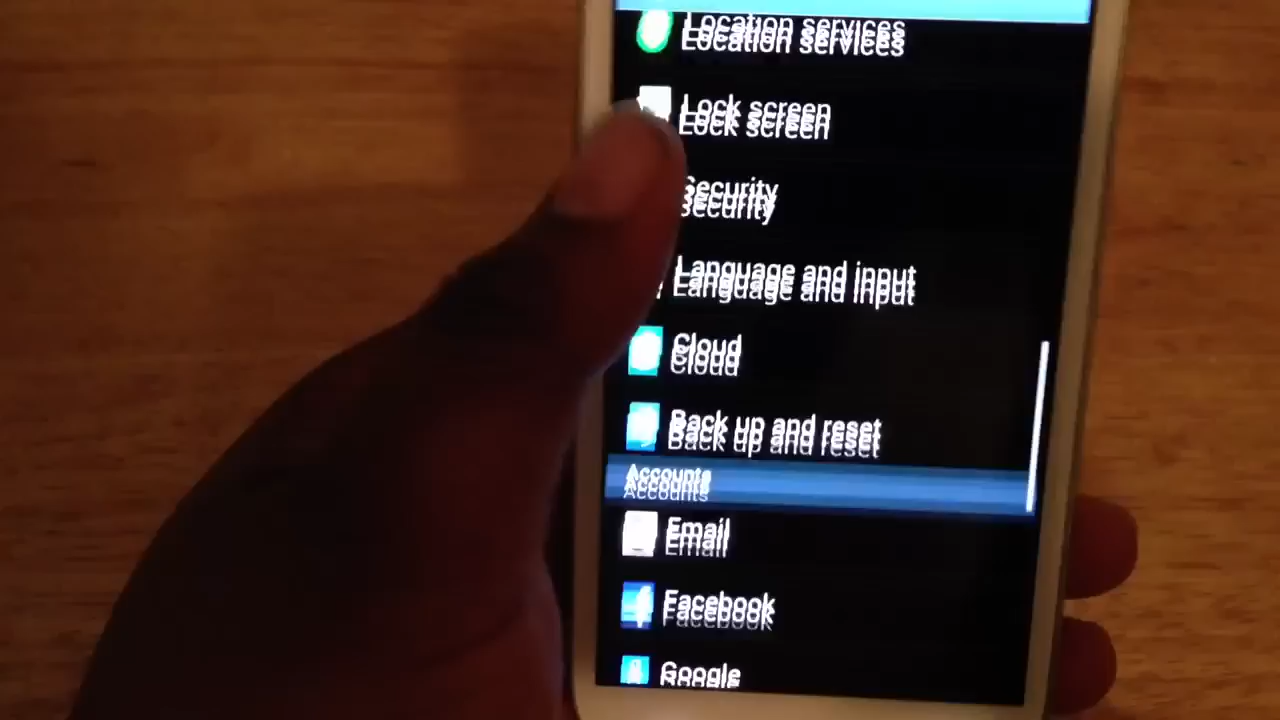 Location services
Lock screen
Security
Language and input
Cloud
Back up and reset
Accounts
Email
Facebook
Google